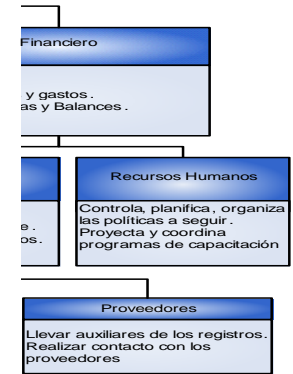 Financiero
y gastos.
as y Balances.
Recursos Humanos
Controla, planifica, organiza
las políticas a seguir.
Proyecta y coordina
programas de capacitación
e.
os.
Proveedores
Llevar auxiliares de los registros.
Realizar contacto con los
proveedores